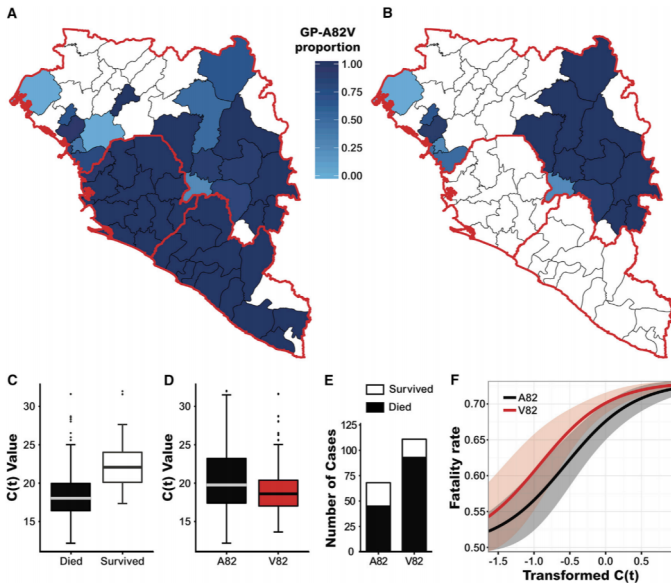 A
GP-A82V
proportion
1.00
0.75
0.50
0.25
0.00
B
C
C(t) Value
30
25
20
15
Died
Survived
D
C(t) Value
30
25
20
15
A82
V82
E
Survived
Died
Number of Cases
125
100
75
50
25
0
A82
V82
F
A82
V82
Fatality rate
0.70
0.65
0.60
0.55
0.50
-1.5
-1.0
-0.5
0.0
0.5
Transformed C(t)